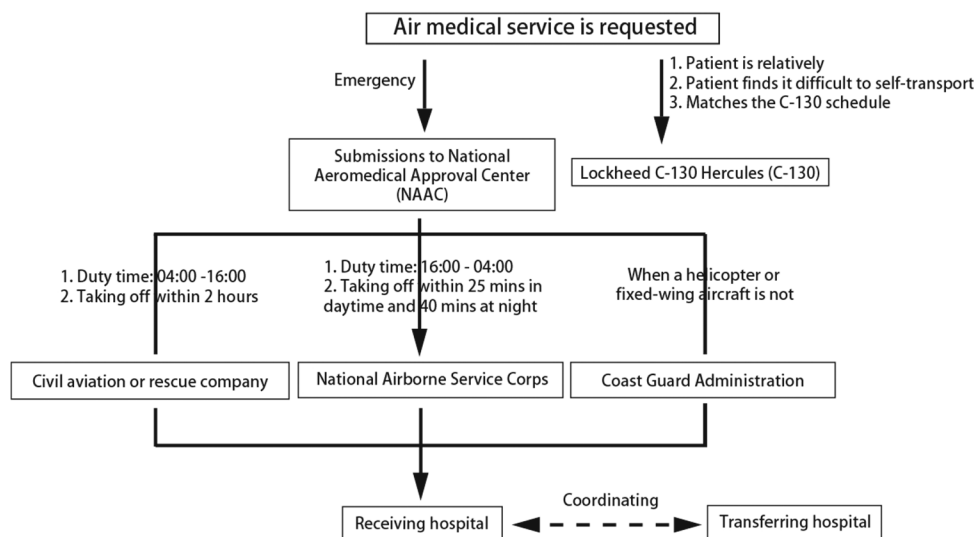 Air medical service is requested
Emergency
1. Patient is relatively
2. Patient finds it difficult to self-transport
3. Matches the C-130 schedule
Submissions to National
Aeromedical Approval Center
(NAAC)
Lockheed C-130 Hercules (C-130)
1. Duty time: 04:00 -16:00
2. Taking off within 2 hours
1. Duty time: 16:00 - 04:00
2. Taking off within 25 mins in
daytime and 40 mins at night
When a helicopter or
fixed-wing aircraft is not
Civil aviation or rescue company
National Airborne Service Corps
Coast Guard Administration
Coordinating
Receiving hospital
Transferring hospital